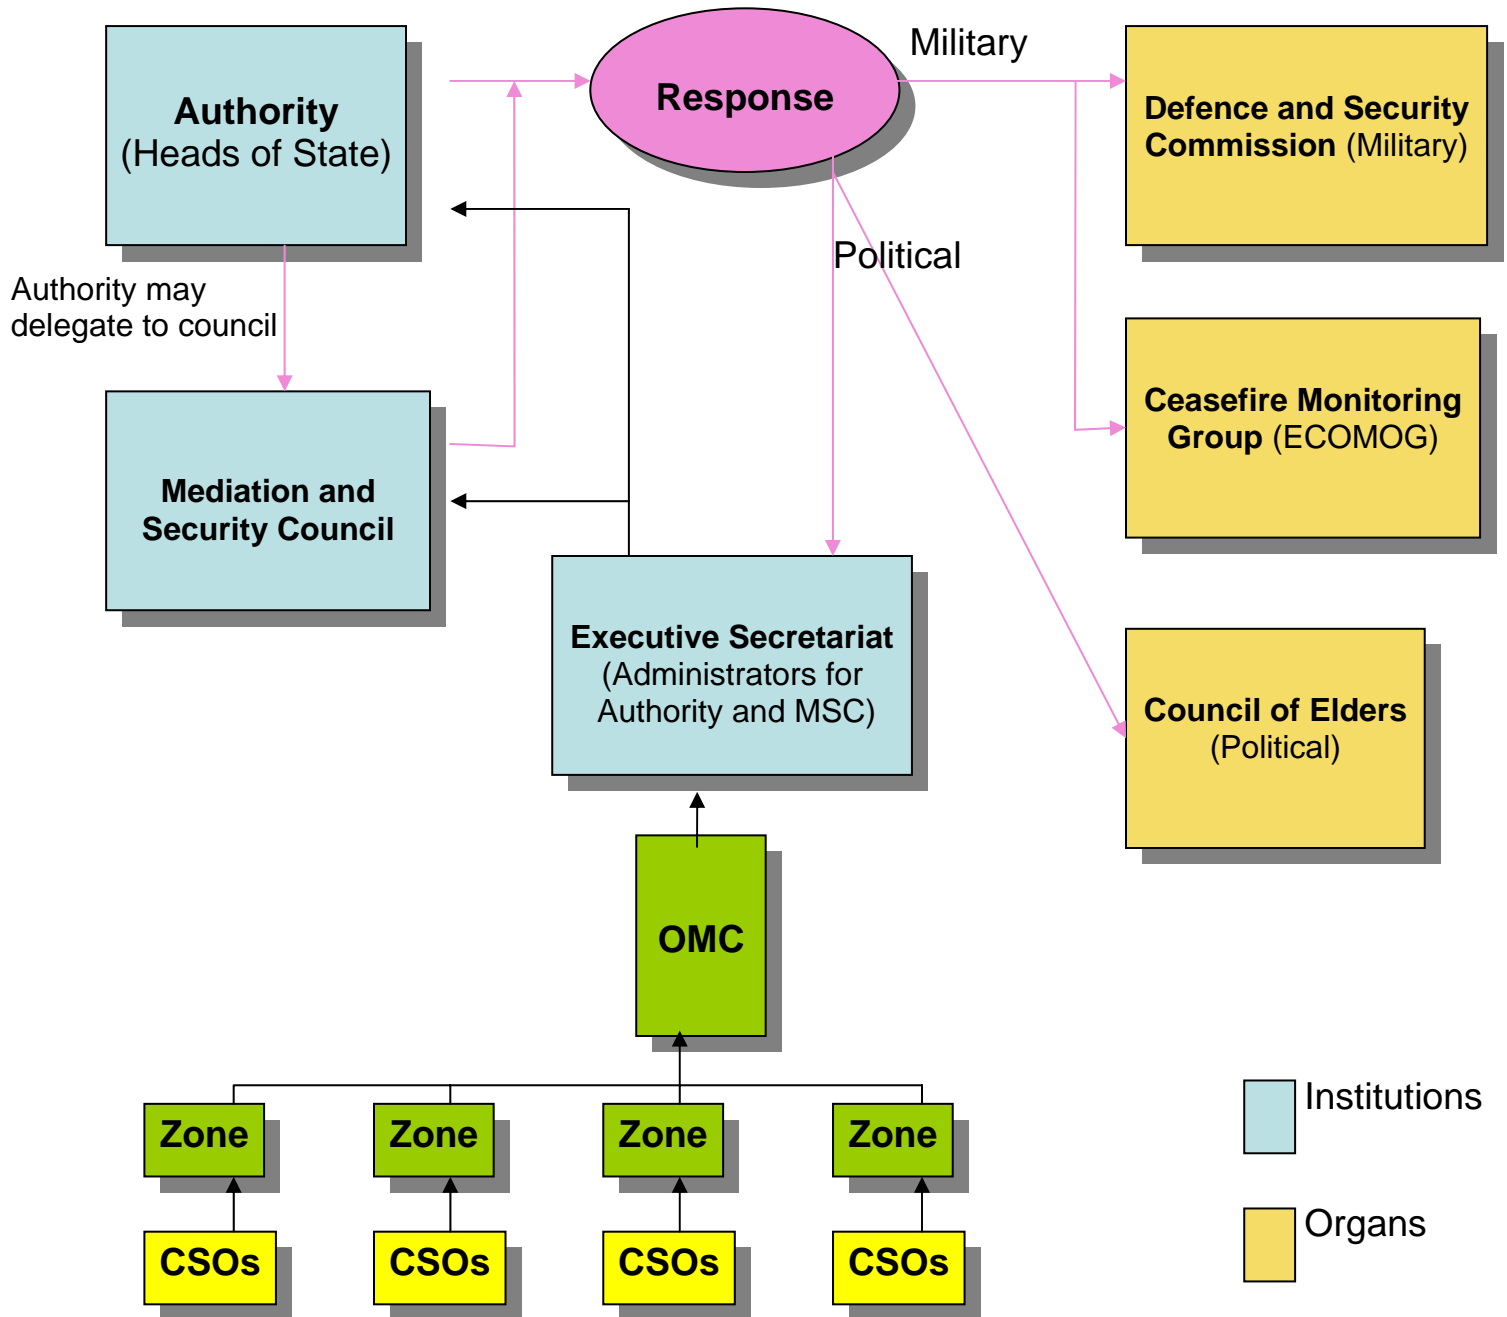 Authority
(Heads of State)
Response
Military
Defence and Security
Commission (Military)
Political
Authority may
delegate to council
Ceasefire Monitoring
Group (ECOMOG)
Mediation and
Security Council
Executive Secretariat
(Administrators for
Authority and MSC)
Council of Elders
(Political)
OMC
Zone
Zone
Zone
Zone
CSOs
CSOs
CSOs
CSOs
Institutions
Organs